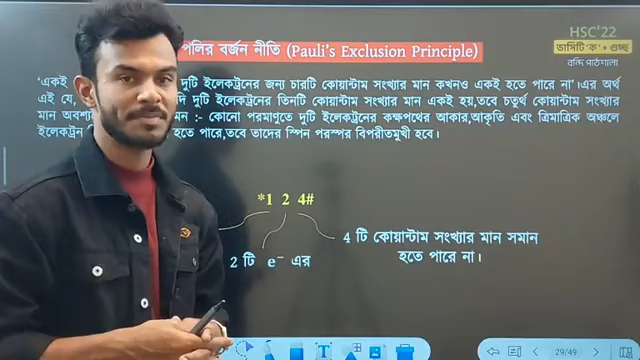 HSC'22
ভার্সিটি 'ক' + গুচ্ছ
বন্দি পাঠশালা
পলির বর্জন নীতি (Pauli's Exclusion Principle)
'একই দুটি ইলেকট্রনের জন্য চারটি কোয়ান্টাম সংখ্যার মান কখনও একই হতে পারে না'।এর অর্থ
এই যে, দুটি ইলেকট্রনের তিনটি কোয়ান্টাম সংখ্যার মান একই হয়,তবে চতুর্থ কোয়ান্টাম সংখ্যার
মান :- কোনো পরমাণুতে দুটি ইলেকট্রনের কক্ষপথের আকার,আকৃতি এবং ত্রিমাত্রিক অঞ্চলে
ইলেকট্রন হতে পারে,তবে তাদের স্পিন পরস্পর বিপরীতমুখী হবে।
*1 2 4#
4 টি কোয়ান্টাম সংখ্যার মান সমান
হতে পারে না।
2 টি e⁻ এর
29/49